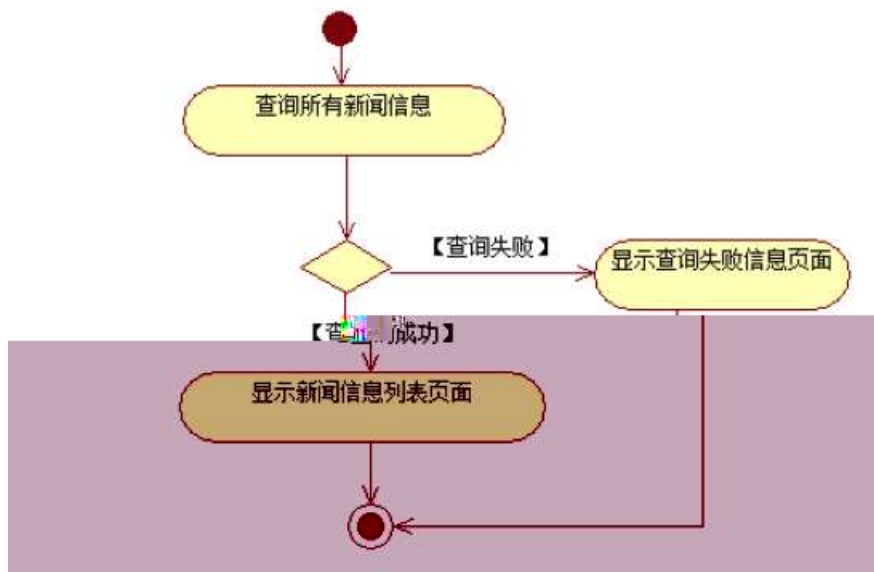 查询所有新闻信息
【查询失败】
显示查询失败信息页面
【查 成功】
显示新闻信息列表页面